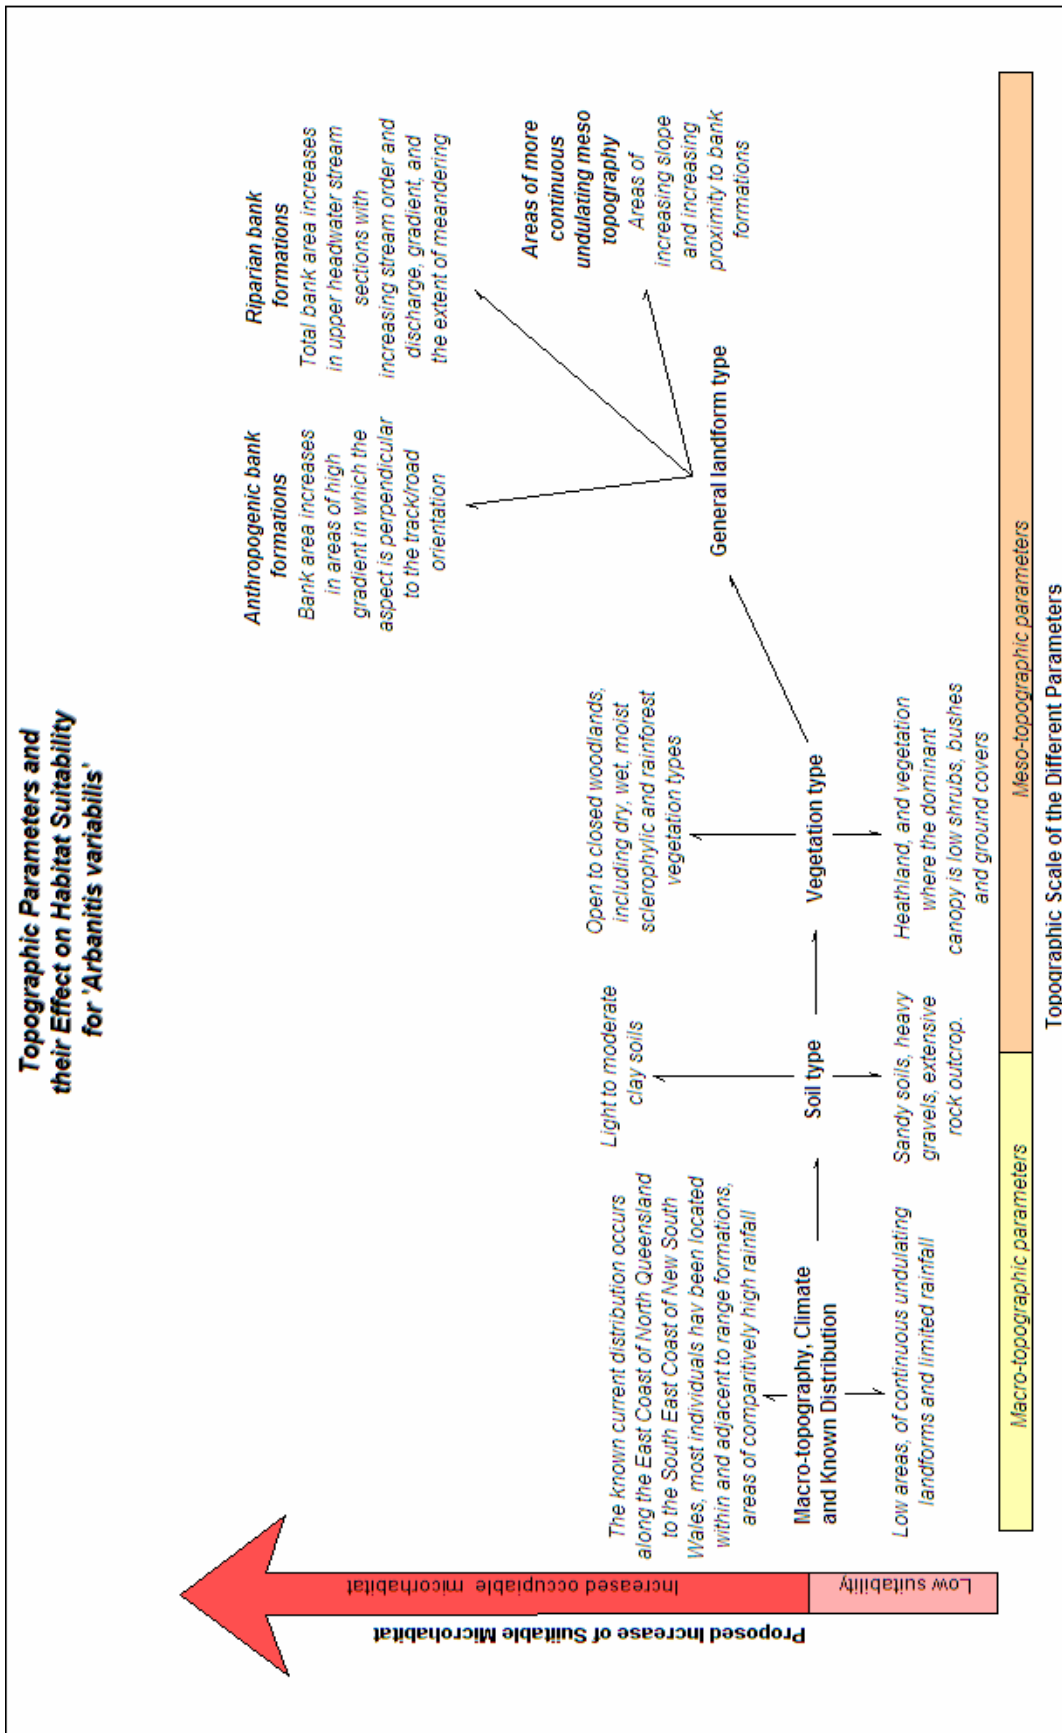 Topographic Parameters and
their Effect on Habitat Suitability
for 'Arbanitis variabilis'
Proposed Increase of Suitable Microhabitat
Increased occupiable micorhabitat
Low suitability
The known current distribution occurs
along the East Coast of North Queensland
to the South East Coast of New South
Wales, most individuals hav been located
within and adjacent to range formations,
areas of comparitively high rainfall
Macro-topography, Climate
and Known Distribution
Low areas, of continuous undulating
landforms and limited rainfall
Light to moderate
clay soils
Soil type
Sandy soils, heavy
gravels, extensive
rock outcrop.
Open to closed woodlands,
including dry, wet, moist
sclerophylic and rainforest
vegetation types
Vegetation type
Heathland, and vegetation
where the dominant
canopy is low shrubs, bushes
and ground covers
Anthropogenic bank
formations
Bank area increases
in areas of high
gradient in which the
aspect is perpendicular
to the track/road
orientation
Riparian bank
formations
Total bank area increases
in upper headwater stream
sections with
increasing stream order and
discharge, gradient, and
the extent of meandering
Areas of more
continuous
undulating meso
topography
Areas of
increasing slope
and increasing
proximity to bank
formations
General landform type
Macro-topographic parameters
Meso-topographic parameters
Topographic Scale of the Different Parameters